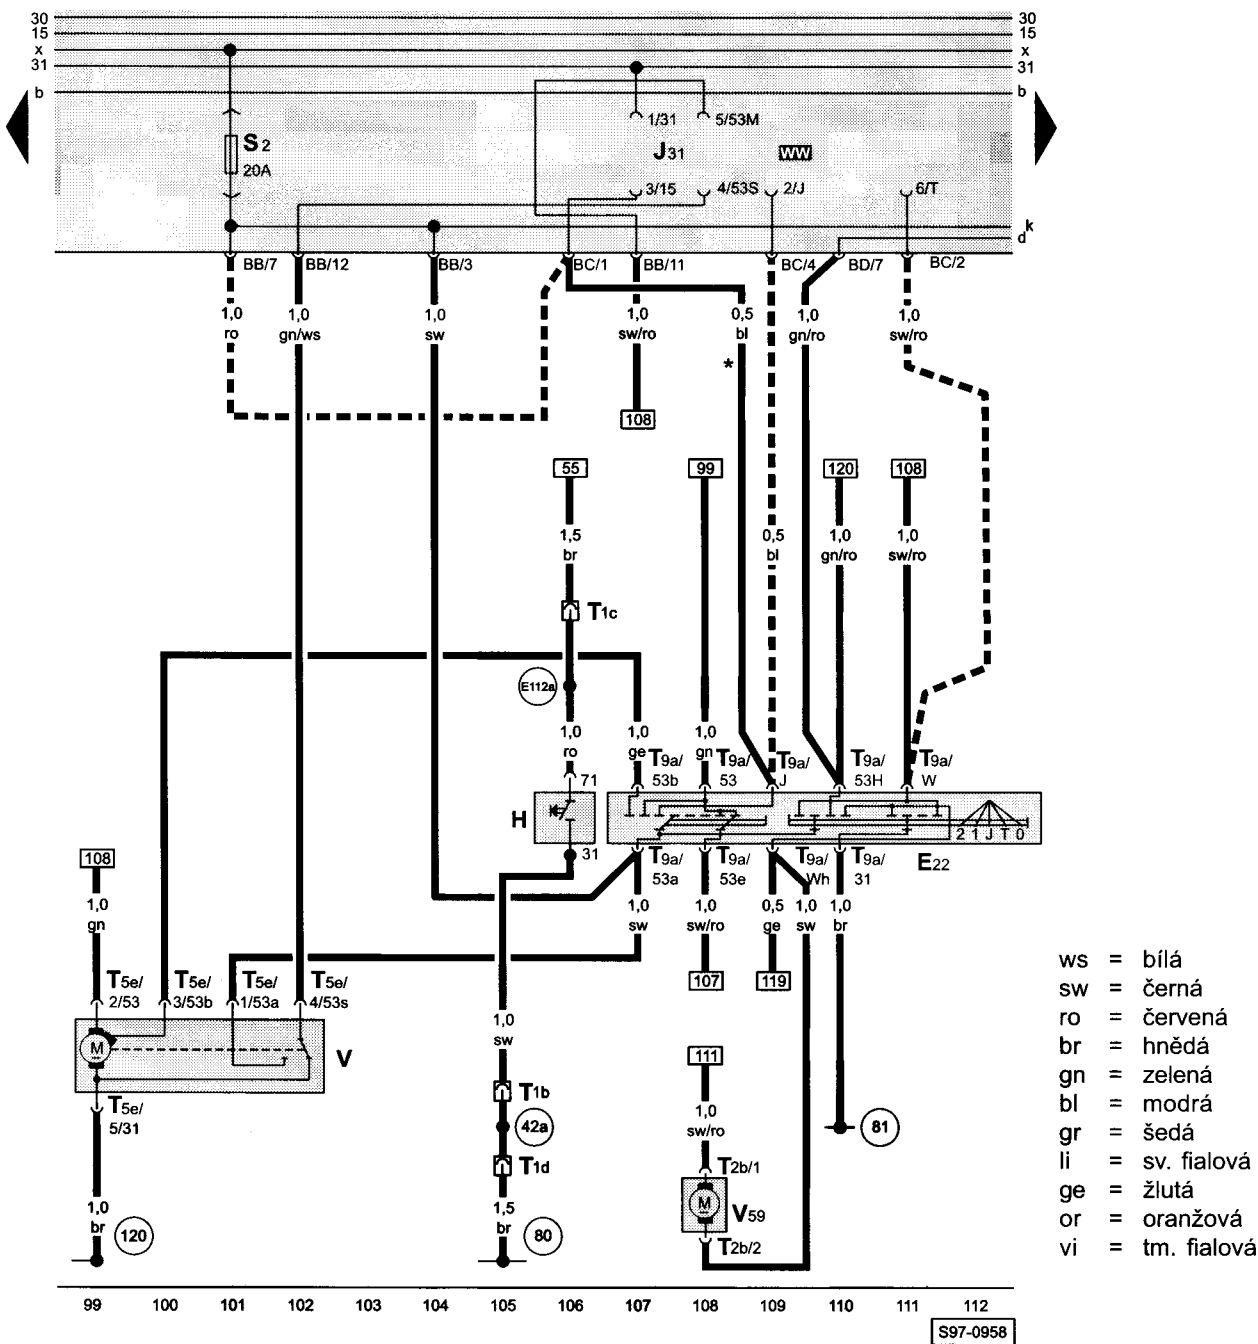 30 30
15 15
x x
31 31
b b
S2
20A
1/31 5/53M
J31 WW
3/15 4/53S 2/J 6/T
k
d
BB/7 BB/12 BB/3 BC/1 BB/11 BC/4 BD/7 BC/2
1,0 1,0 1,0 1,0 0,5 1,0 1,0
ro gn/ws sw sw/ro bl gn/ro sw/ro
*
108
55 99 120 108
1,5 0,5 1,0 1,0
br bl gn/ro sw/ro
T1c
E112a
1,0 1,0 1,0
ro ge gn
T9a/ T9a/ T9a/ T9a/ T9a/
71 53b 53 J 53H W
H
2 1 J T 0
31
T9a/ T9a/ T9a/ T9a/ E22
53a 53e Wh 31
108
1,0 1,0 0,5 1,0 1,0
sw sw/ro ge sw br
1,0
gn
107 119
T5e/ T5e/ T5e/ T5e/
2/53 3/53b 1/53a 4/53s
1,0
sw
M V
111
T1b
T5e/
5/31
1,0
sw/ro
42a 81
T1d T2b/1
1,0 1,5
br br
M V59
120 80
T2b/2
ws = bílá
sw = černá
ro = červená
br = hnědá
gn = zelená
bl = modrá
gr = šedá
li = sv. fialová
ge = žlutá
or = oranžová
vi = tm. fialová
99 100 101 102 103 104 105 106 107 108 109 110 111 112
S97-0958